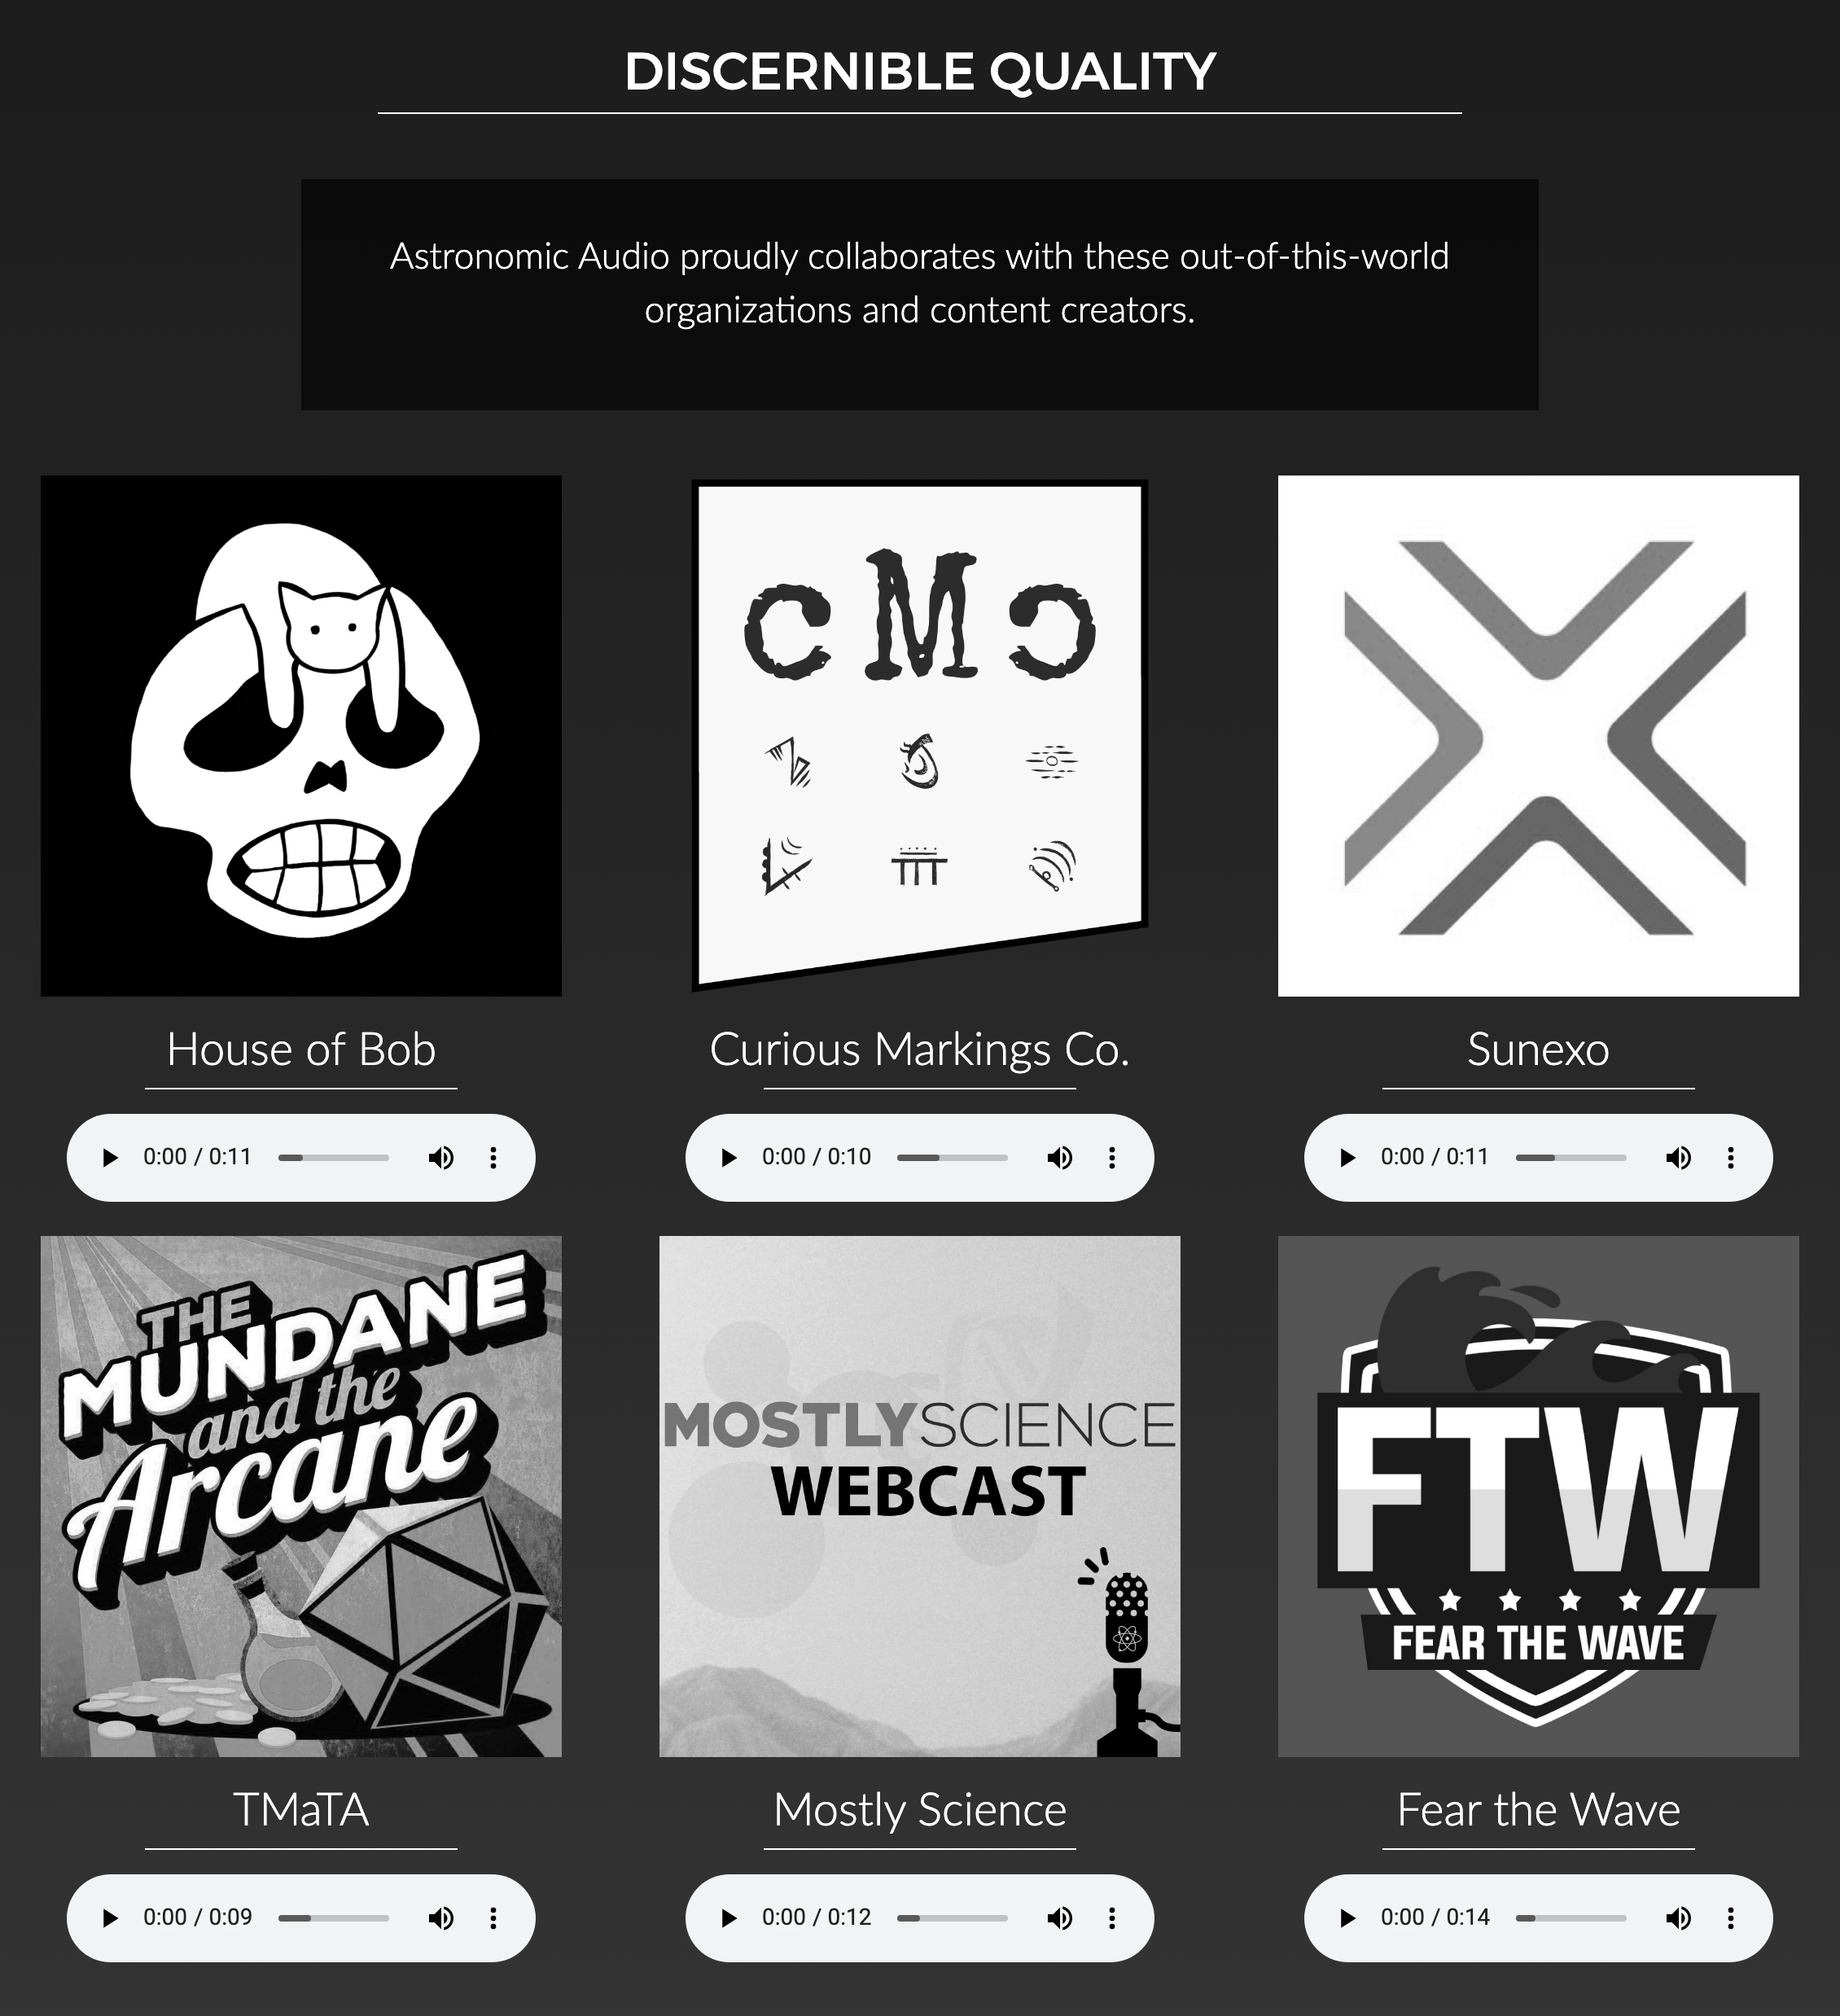 DISCERNIBLE QUALITY
Astronomic Audio proudly collaborates with these out-of-this-world
organizations and content creators.
cMɔ
House of Bob
Curious Markings Co.
Sunexo
0:00 / 0:11
0:00 / 0:10
0:00 / 0:11
THE
MUNDANE
and the
Arcane
MOSTLYSCIENCE
WEBCAST
FTW
FEAR THE WAVE
TMaTA
Mostly Science
Fear the Wave
0:00 / 0:09
0:00 / 0:12
0:00 / 0:14